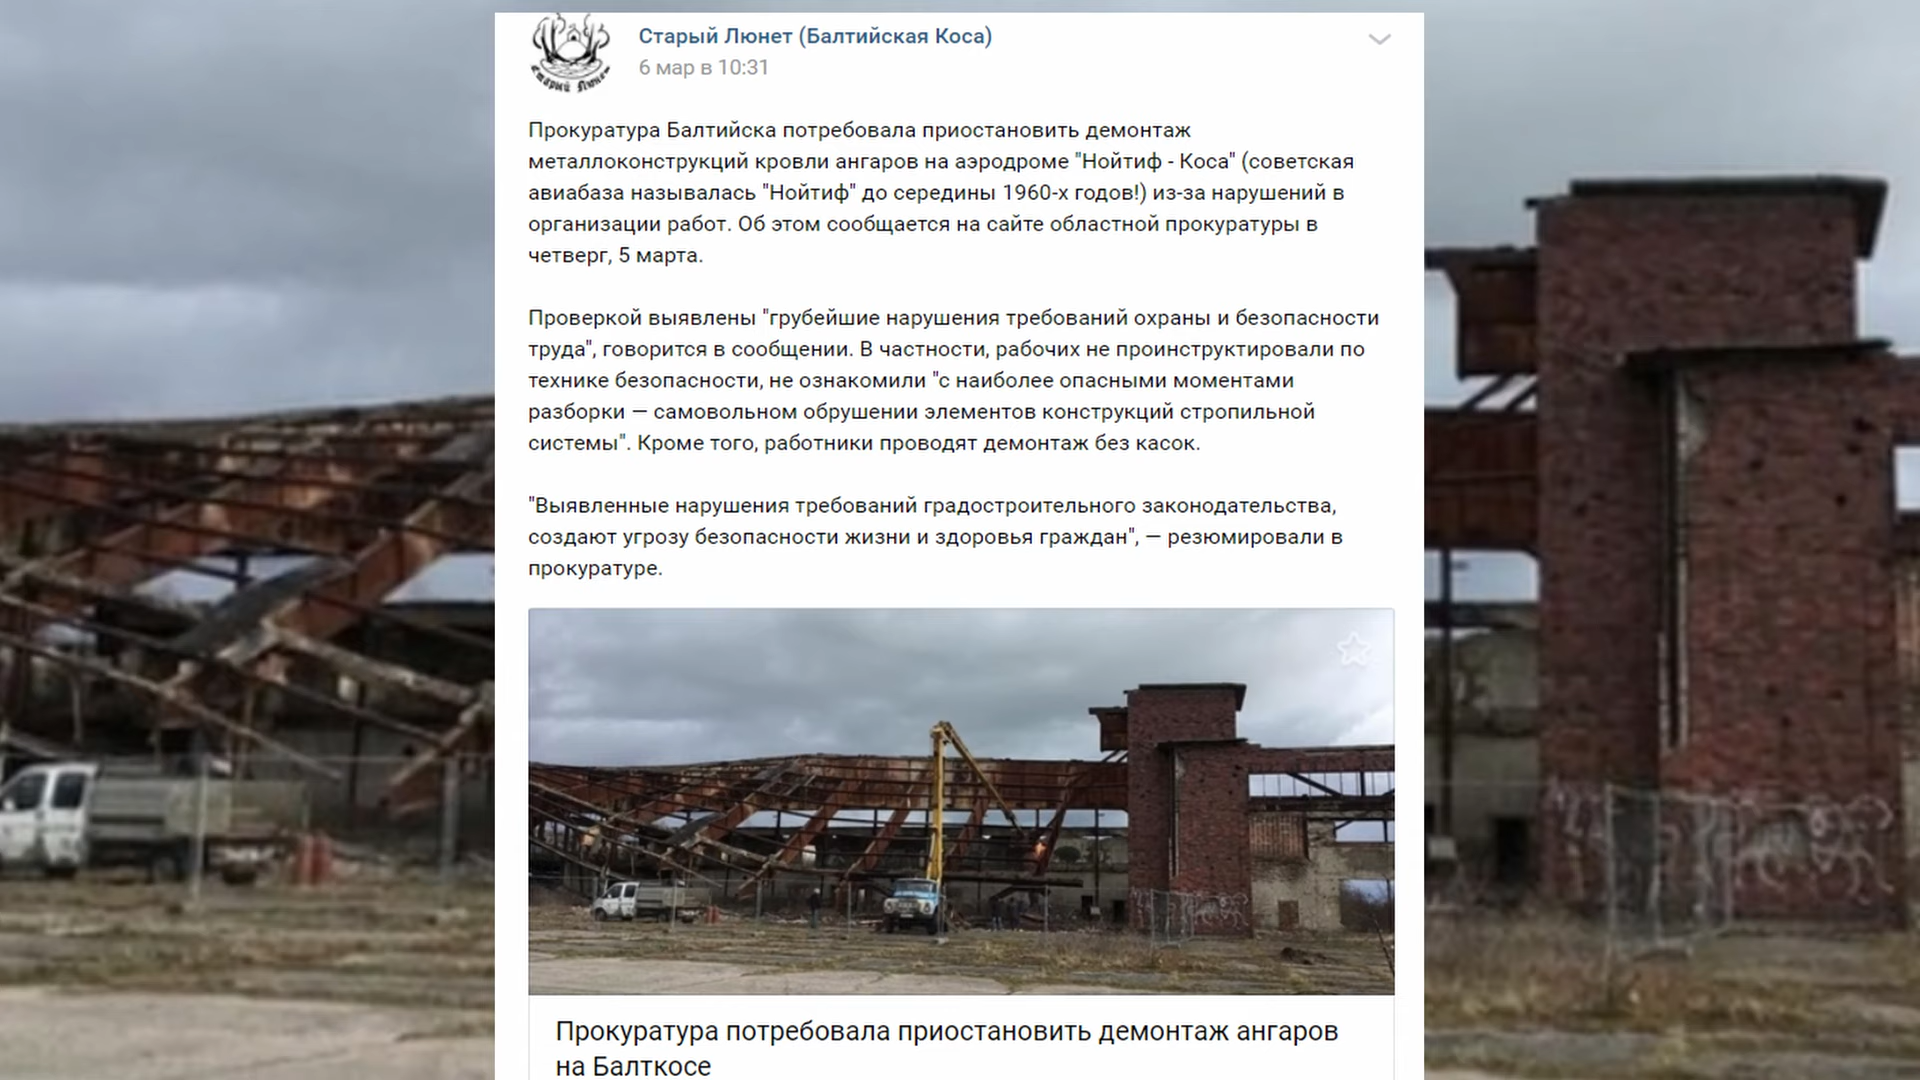 Старый Люнет (Балтийская Коса)
6 мар в 10:31
Прокуратура Балтийска потребовала приостановить демонтаж
металлоконструкций кровли ангаров на аэродроме "Нойтиф - Коса" (советская
авиабаза называлась "Нойтиф" до середины 1960-х годов!) из-за нарушений в
организации работ. Об этом сообщается на сайте областной прокуратуры в
четверг, 5 марта.
Проверкой выявлены "грубейшие нарушения требований охраны и безопасности
труда", говорится в сообщении. В частности, рабочих не проинструктировали по
технике безопасности, не ознакомили "с наиболее опасными моментами
разборки — самовольном обрушении элементов конструкций стропильной
системы". Кроме того, работники проводят демонтаж без касок.
"Выявленные нарушения требований градостроительного законодательства,
создают угрозу безопасности жизни и здоровья граждан", — резюмировали в
прокуратуре.
Прокуратура потребовала приостановить демонтаж ангаров
на Балткосе